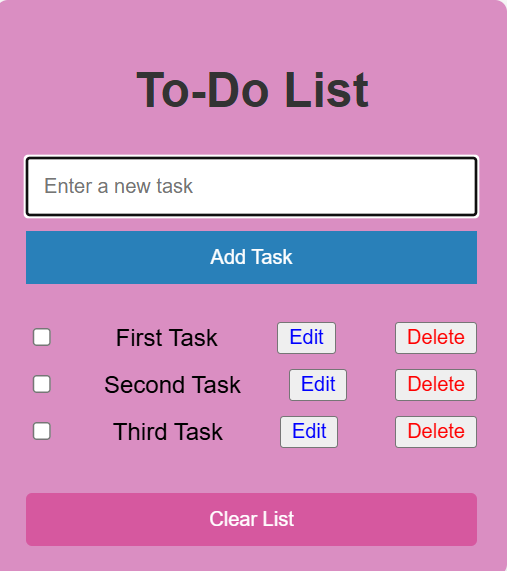 To-Do List
Enter a new task
Add Task
First Task Edit Delete
Second Task Edit Delete
Third Task Edit Delete
Clear List